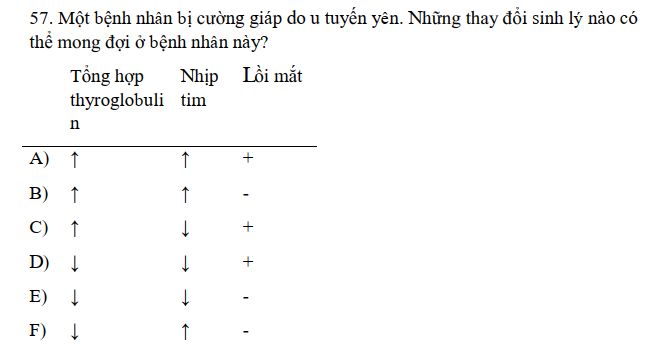 57. Một bệnh nhân bị cường giáp do u tuyến yên. Những thay đổi sinh lý nào có
thể mong đợi ở bệnh nhân này?
Tổng hợp Nhịp Lồi mắt
thyroglobuli tim
n
A) ↑ ↑ +
B) ↑ ↑ -
C) ↑ ↓ +
D) ↓ ↓ +
E) ↓ ↓ -
F) ↓ ↑ -